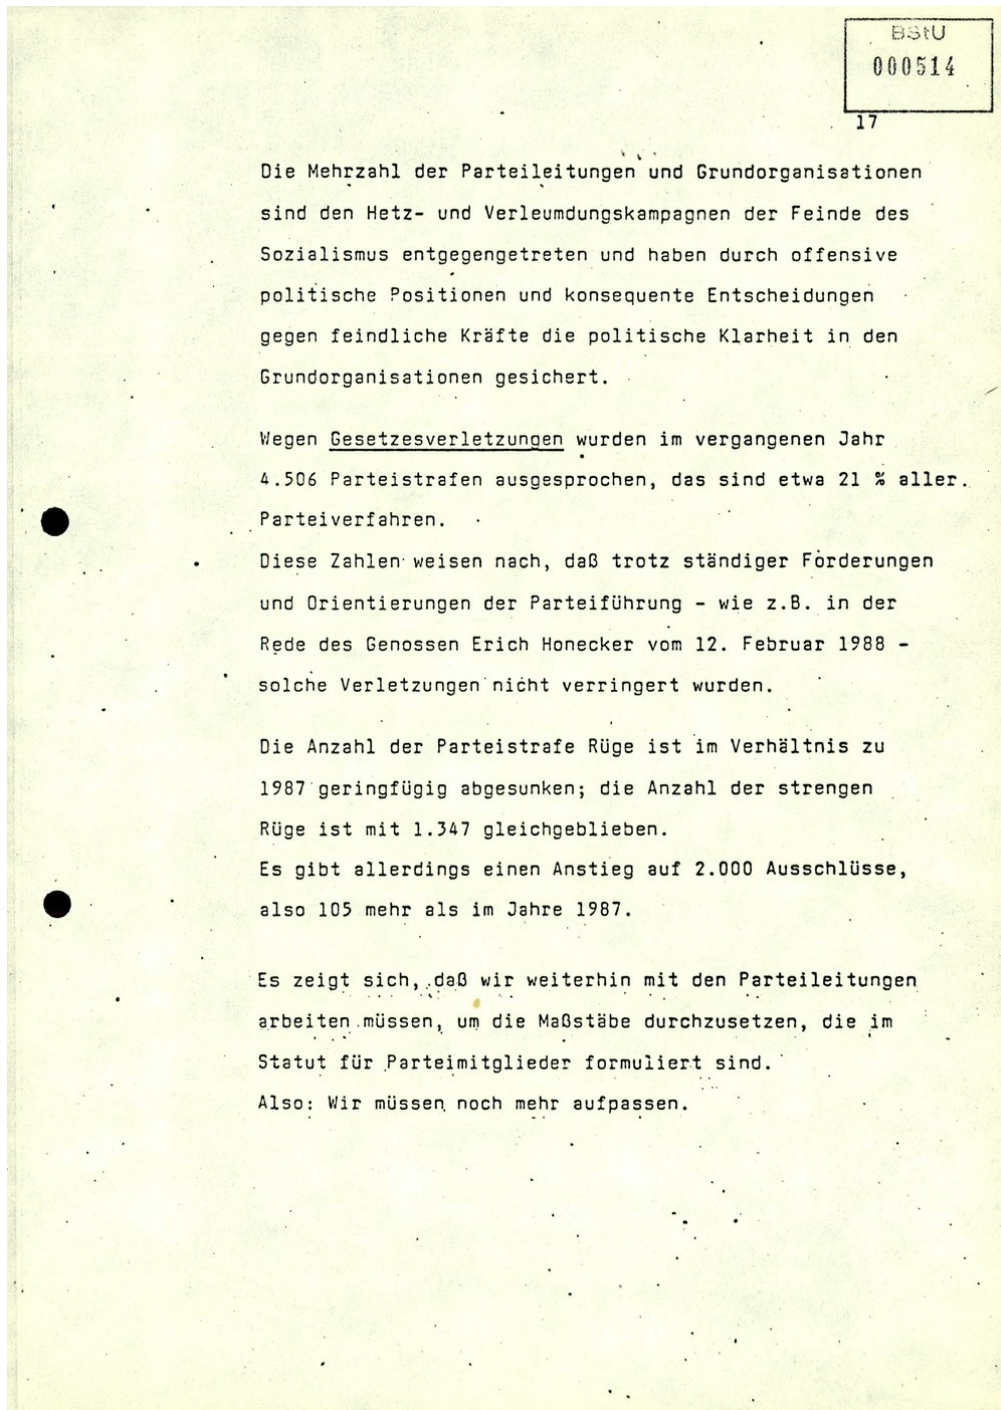 BStU
000514
17
Die Mehrzahl der Parteileitungen und Grundorganisationen
sind den Hetz- und Verleumdungskampagnen der Feinde des
Sozialismus entgegengetreten und haben durch offensive
politische Positionen und konsequente Entscheidungen
gegen feindliche Kräfte die politische Klarheit in den
Grundorganisationen gesichert.
Wegen Gesetzesverletzungen wurden im vergangenen Jahr
4.506 Parteistrafen ausgesprochen, das sind etwa 21 % aller
Parteiverfahren.
Diese Zahlen weisen nach, daß trotz ständiger Forderungen
und Orientierungen der Parteiführung - wie z.B. in der
Rede des Genossen Erich Honecker vom 12. Februar 1988 -
solche Verletzungen nicht verringert wurden.
Die Anzahl der Parteistrafe Rüge ist im Verhältnis zu
1987 geringfügig abgesunken; die Anzahl der strengen
Rüge ist mit 1.347 gleichgeblieben.
Es gibt allerdings einen Anstieg auf 2.000 Ausschlüsse,
also 105 mehr als im Jahre 1987.
Es zeigt sich, daß wir weiterhin mit den Parteileitungen
arbeiten müssen, um die Maßstäbe durchzusetzen, die im
Statut für Parteimitglieder formuliert sind.
Also: Wir müssen noch mehr aufpassen.